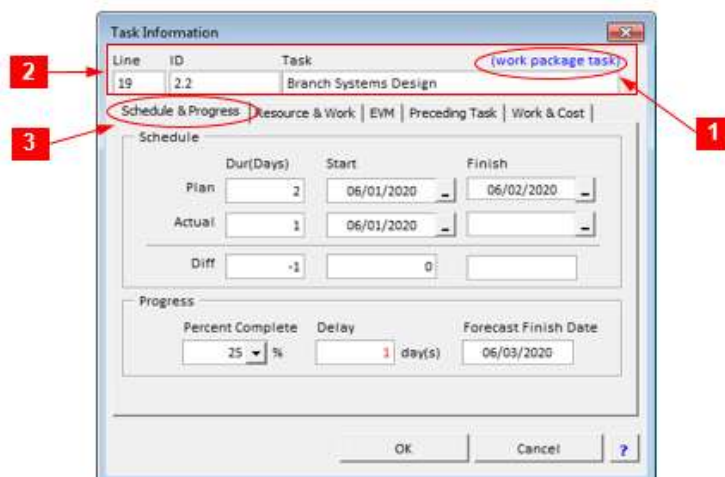 Task Information
Line ID Task (work package task)
2
19 2.2 Branch Systems Design
Schedule & Progress Resource & Work EVM Preceding Task Work & Cost
1
3
Schedule
Dur(Days) Start Finish
Plan 2 06/01/2020 06/02/2020
Actual 1 06/01/2020
Diff -1 0
Progress
Percent Complete Delay Forecast Finish Date
25 % 1 day(s) 06/03/2020
OK Cancel ?